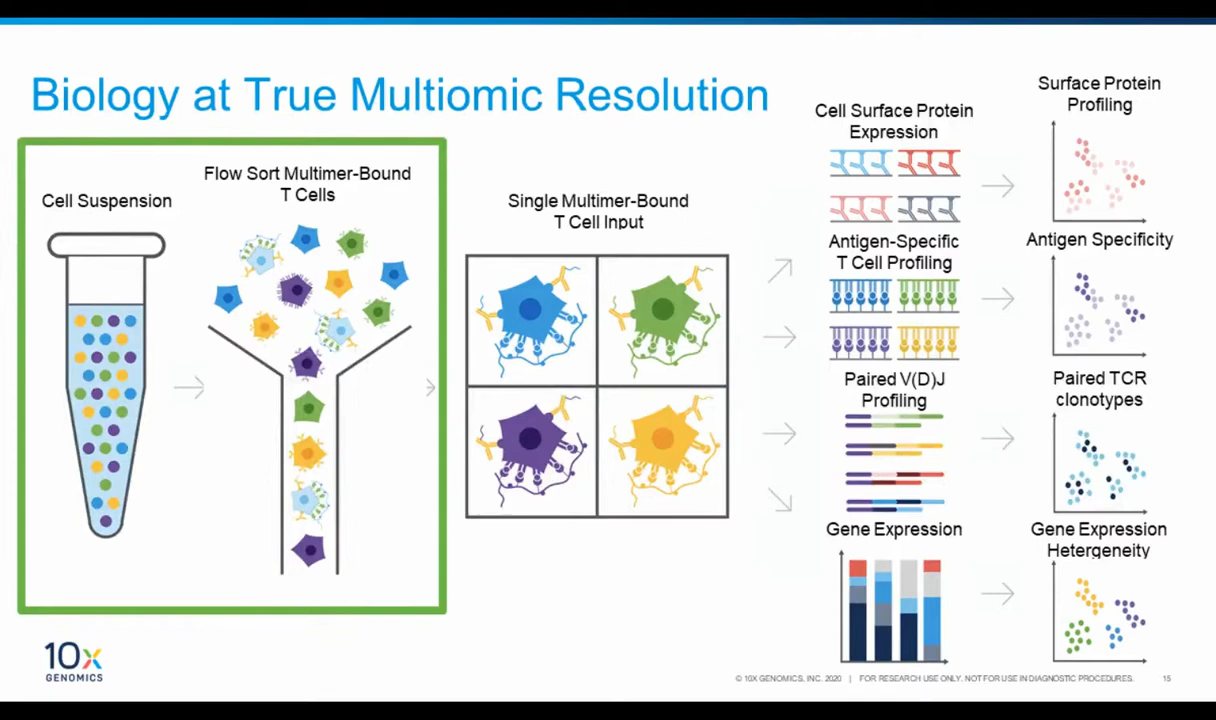 Biology at True Multiomic Resolution
Cell Suspension
Flow Sort Multimer-Bound
T Cells
Single Multimer-Bound
T Cell Input
Cell Surface Protein
Expression
Surface Protein
Profiling
Antigen-Specific
T Cell Profiling
Antigen Specificity
Paired V(D)J
Profiling
Paired TCR
clonotypes
Gene Expression
Gene Expression
Hetergeneity
10x
GENOMICS
© 10X GENOMICS, INC. 2020 | FOR RESEARCH USE ONLY. NOT FOR USE IN DIAGNOSTIC PROCEDURES. 15